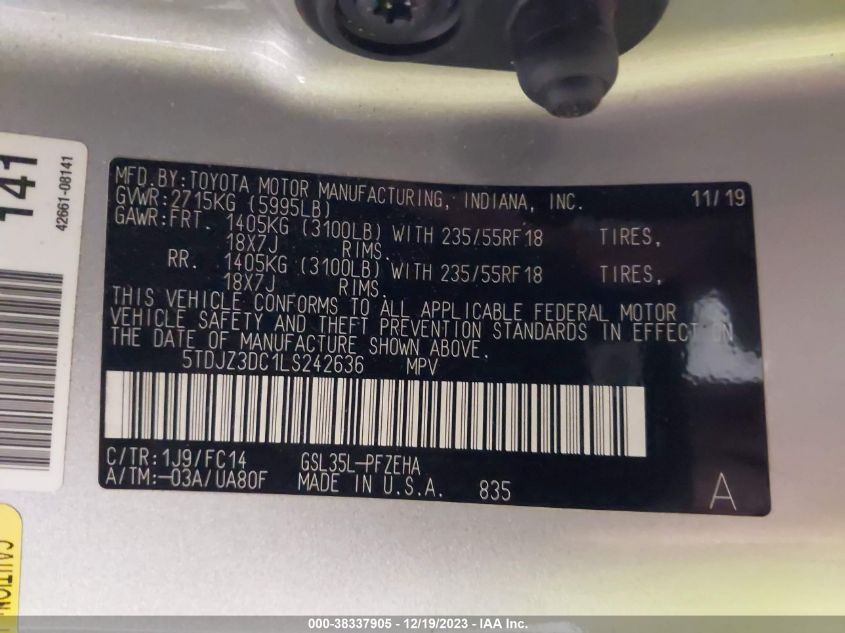 141
42661-08141
MFD. BY: TOYOTA MOTOR MANUFACTURING, INDIANA, INC. 11/19
GVWR: 2715KG (5995LB)
GAWR: FRT. 1405KG (3100LB) WITH 235/55RF18 TIRES,
18X7J RIMS.
RR. 1405KG (3100LB) WITH 235/55RF18 TIRES,
18X7J RIMS.
THIS VEHICLE CONFORMS TO ALL APPLICABLE FEDERAL MOTOR
VEHICLE SAFETY AND THEFT PREVENTION STANDARDS IN EFFECT ON
THE DATE OF MANUFACTURE SHOWN ABOVE.
5TDJZ3DC1LS242636 MPV
C/TR: 1J9/FC14 GSL35L-PFZEHA
A/TM: -03A/UA80F MADE IN U.S.A. 835 A
CAUTION
000-38337905 - 12/19/2023 - IAA Inc.